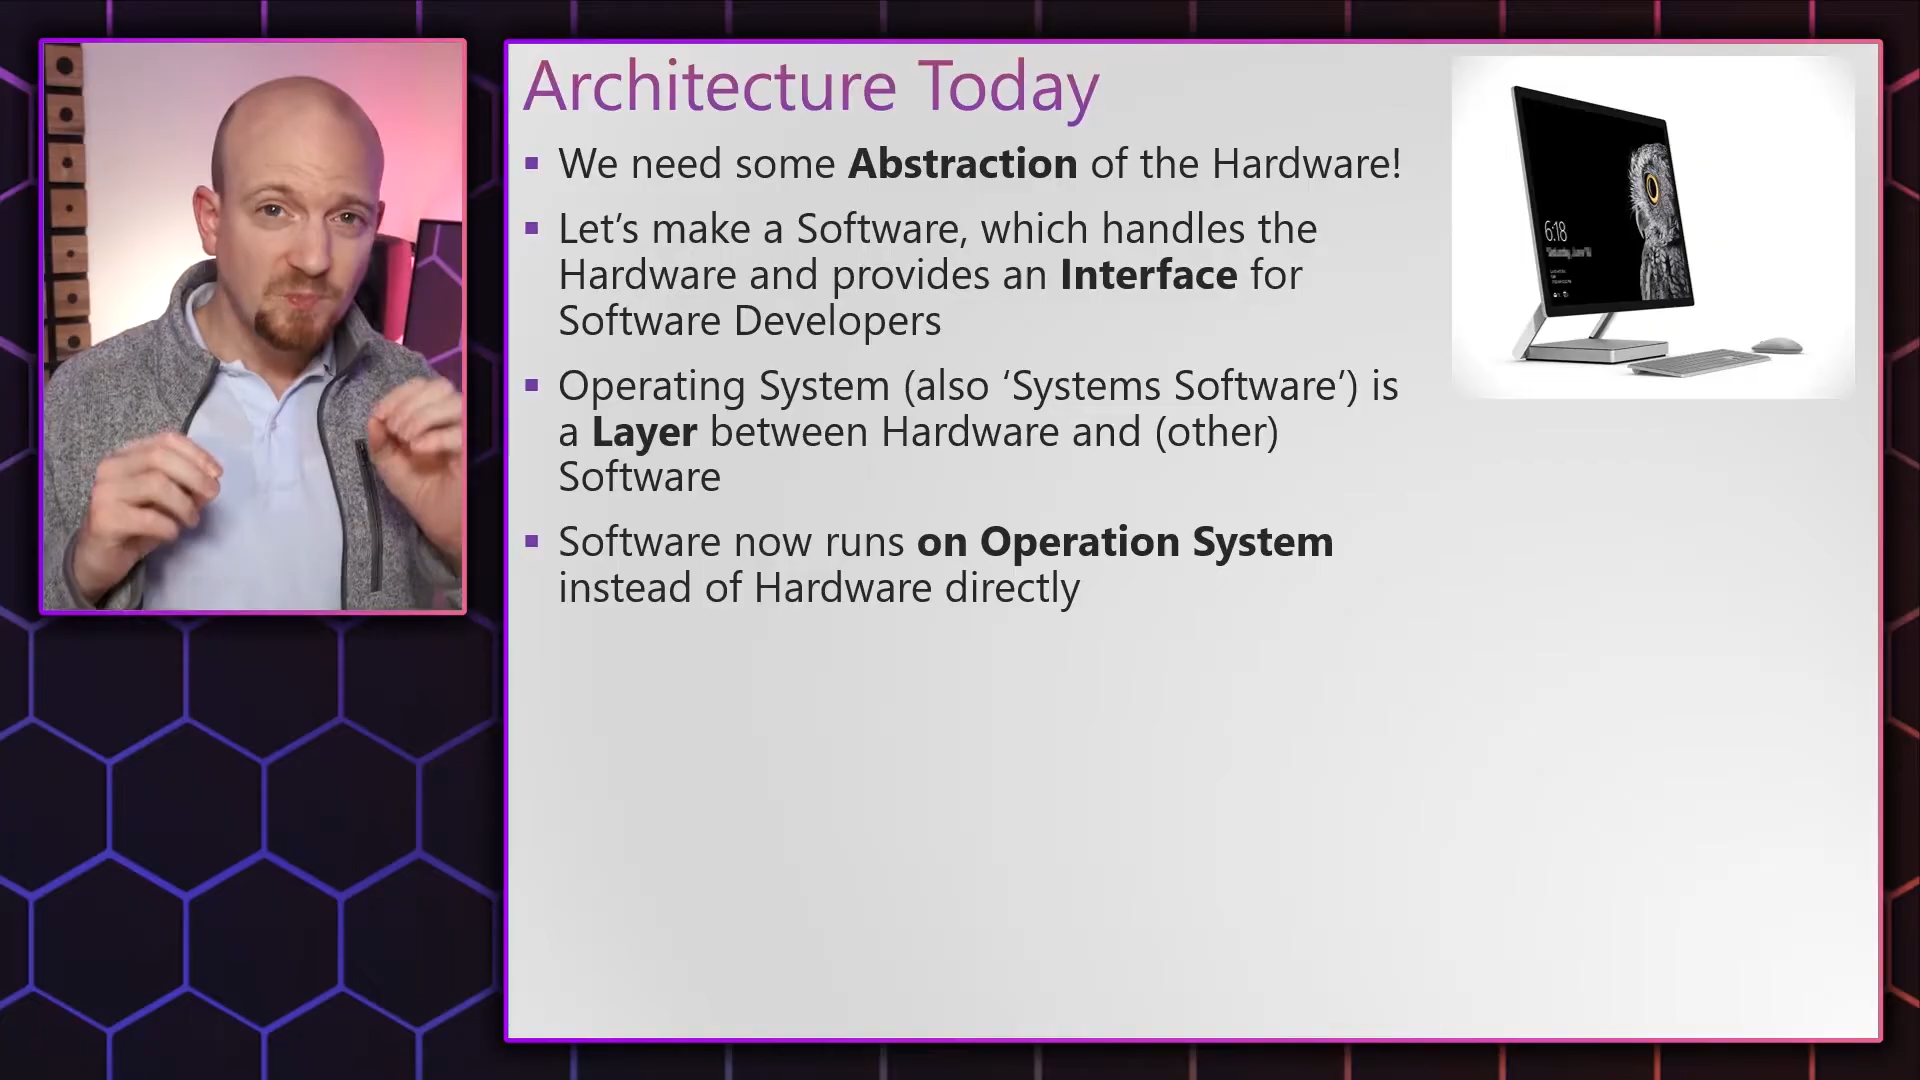 Architecture Today
▪ We need some Abstraction of the Hardware!
▪ Let’s make a Software, which handles the
Hardware and provides an Interface for
Software Developers
▪ Operating System (also ‘Systems Software’) is
a Layer between Hardware and (other)
Software
▪ Software now runs on Operation System
instead of Hardware directly
6:18